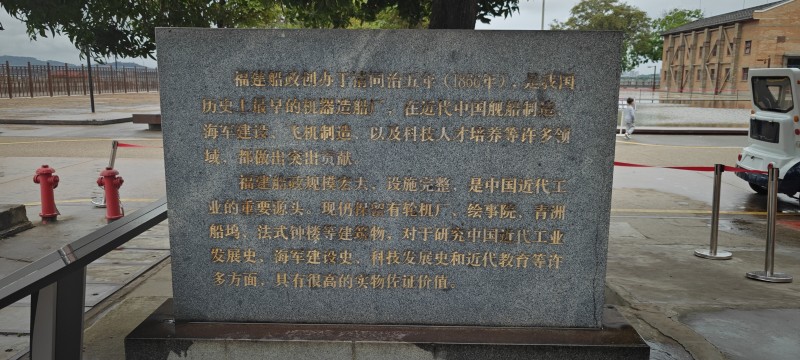 福建船政创办于清同治五年（1866年），是我国
历史上最早的机器造船厂，在近代中国舰船制造、
海军建设、飞机制造，以及科技人才培养等许多领
域，都做出突出贡献。
福建船政规模宏大，设施完整，是中国近代工
业的重要源头，现仍保留有轮机厂、绘事院、青洲
船坞、法式钟楼等建筑物，对于研究中国近代工业
发展史、海军建设史、科技发展史和近代教育等许
多方面，具有很高的实物佐证价值。